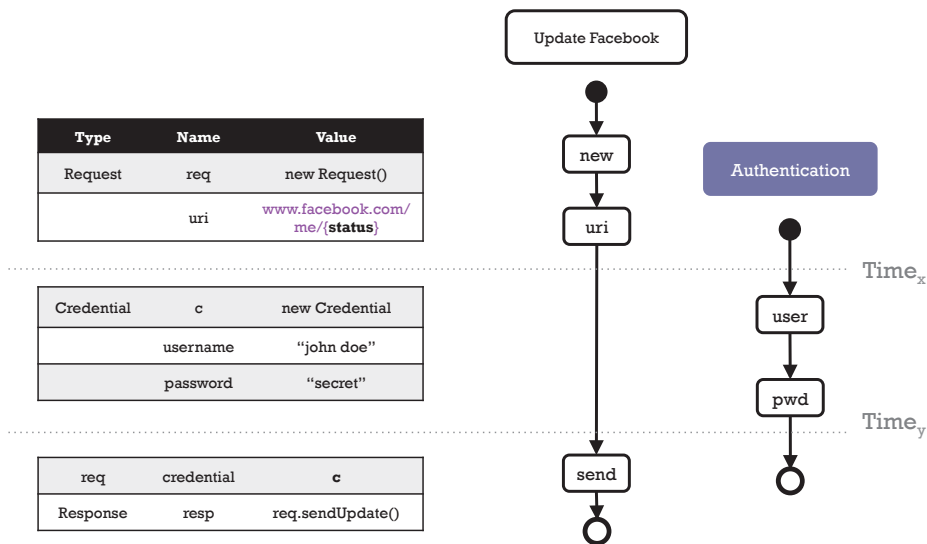 Update Facebook
Type Name Value
Request req new Request()
uri www.facebook.com/
me/{status}
new
uri
Authentication
Timex
Credential c new Credential
username “john doe”
password “secret”
user
pwd
Timey
req credential c
Response resp req.sendUpdate()
send